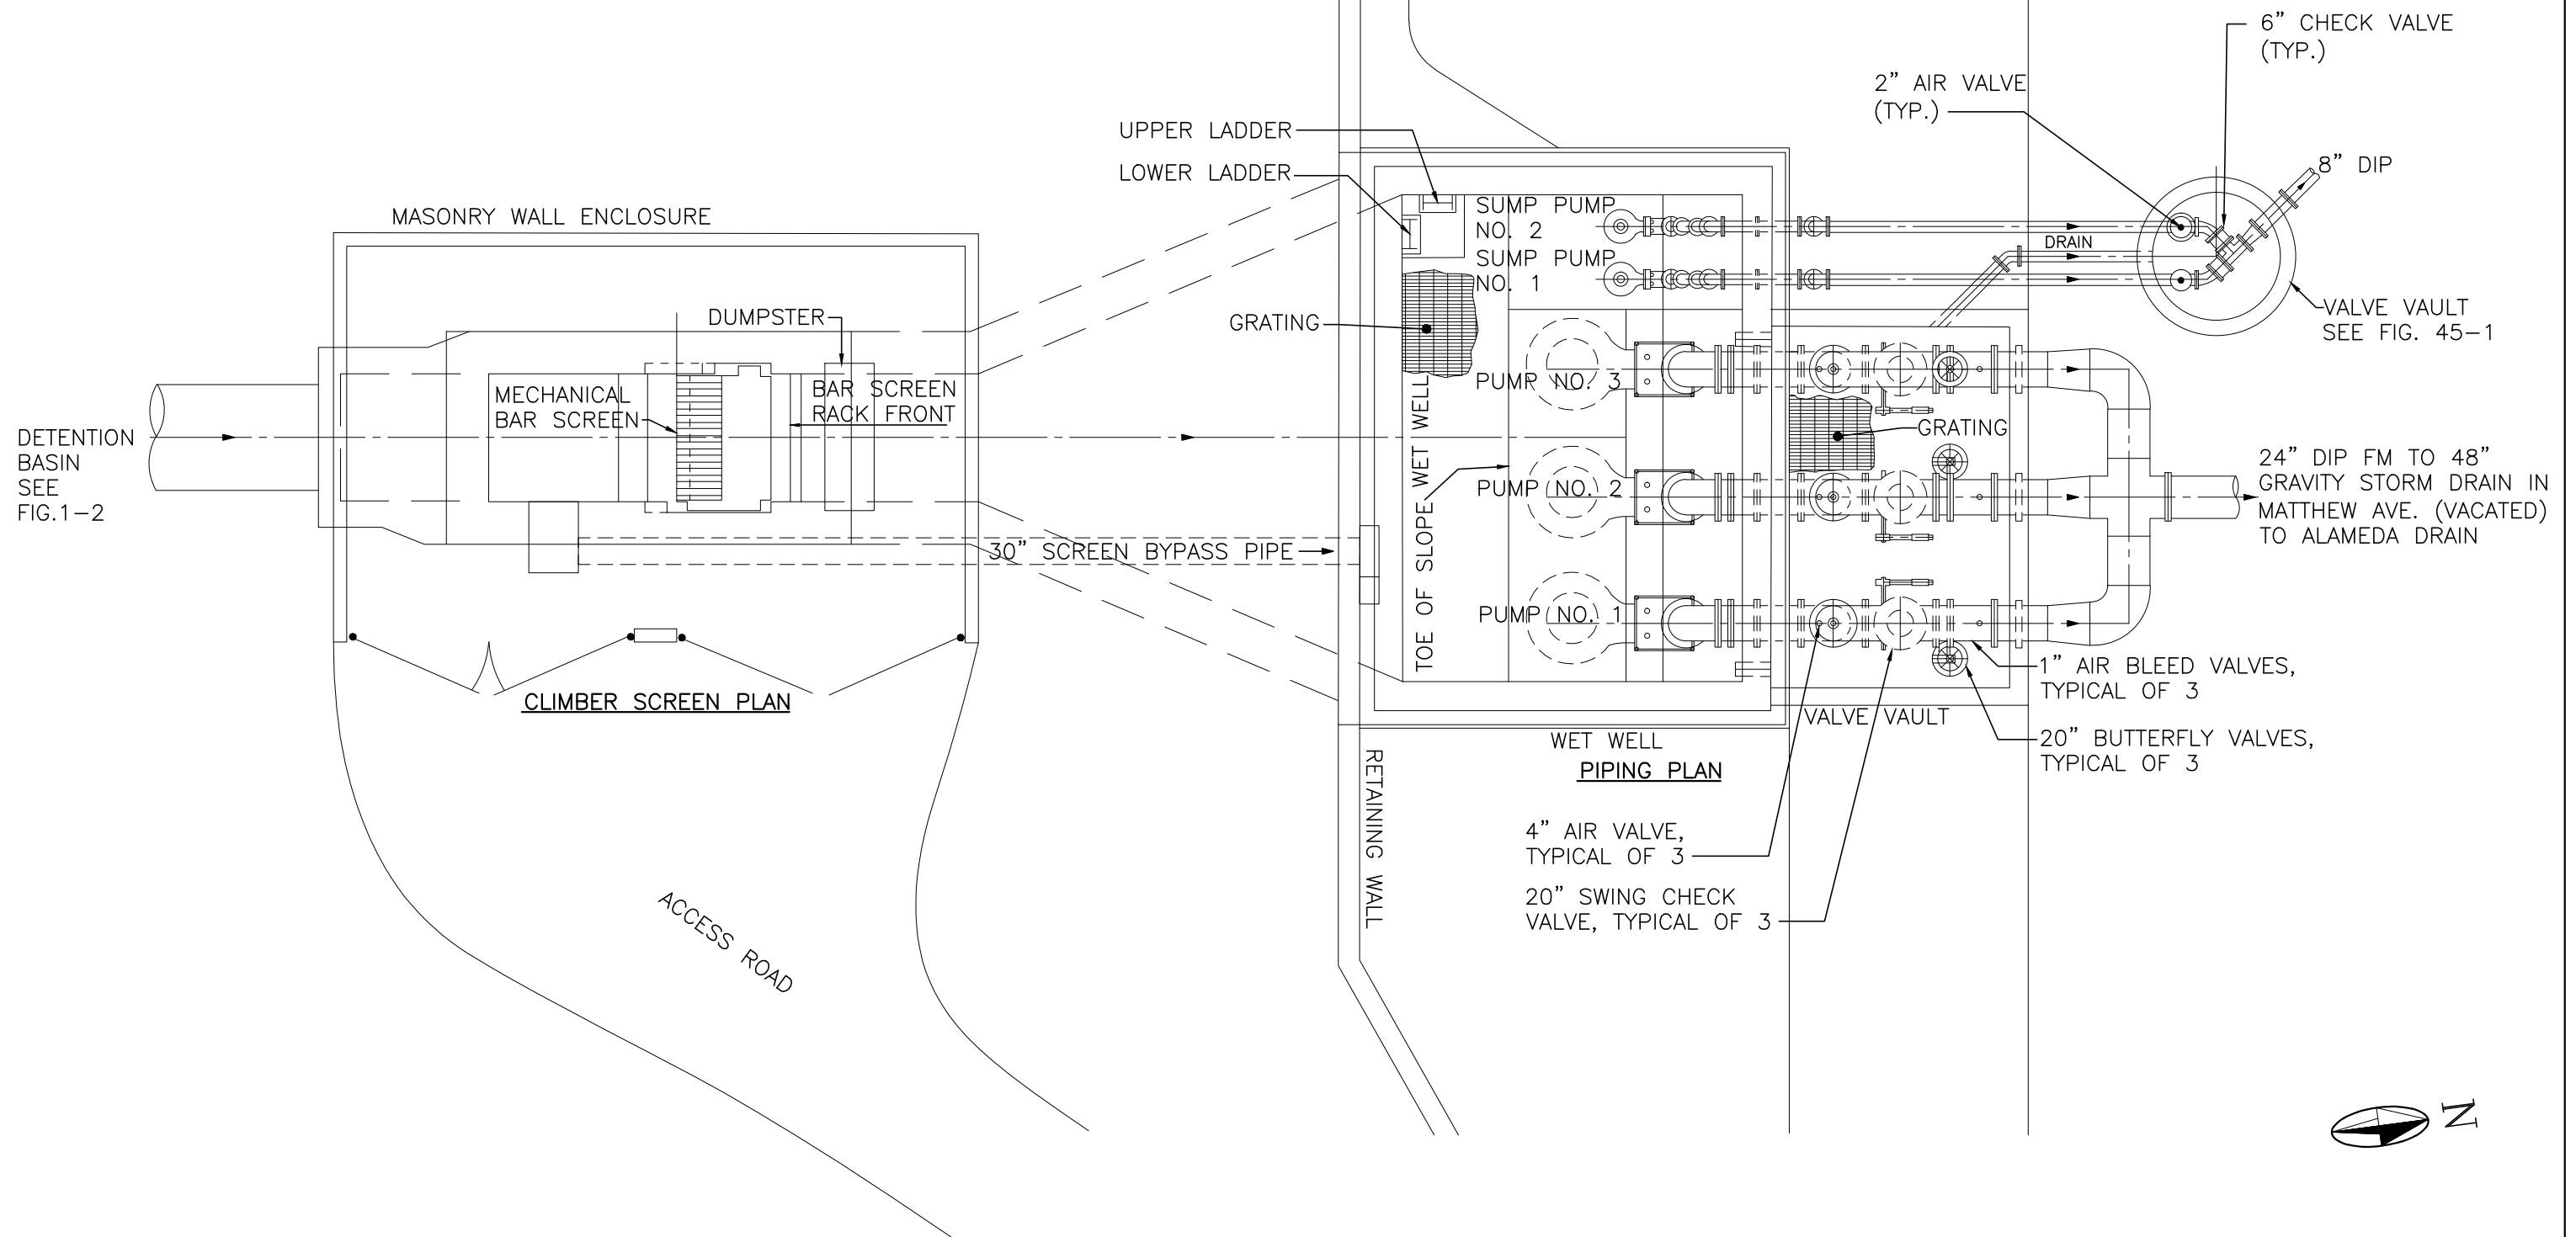 6" CHECK VALVE
(TYP.)
2" AIR VALVE
(TYP.)
UPPER LADDER
LOWER LADDER
8" DIP
MASONRY WALL ENCLOSURE
SUMP PUMP
NO. 2
SUMP PUMP
NO. 1
DRAIN
VALVE VAULT
SEE FIG. 45-1
DUMPSTER
GRATING
MECHANICAL
BAR SCREEN
BAR SCREEN
RACK FRONT
PUMP NO. 3
GRATING
DETENTION
BASIN
SEE
FIG.1-2
TOE OF SLOPE WET WELL
PUMP NO. 2
24" DIP FM TO 48"
GRAVITY STORM DRAIN IN
MATTHEW AVE. (VACATED)
TO ALAMEDA DRAIN
30" SCREEN BYPASS PIPE
PUMP NO. 1
CLIMBER SCREEN PLAN
1" AIR BLEED VALVES,
TYPICAL OF 3
VALVE VAULT
20" BUTTERFLY VALVES,
TYPICAL OF 3
WET WELL
PIPING PLAN
RETAINING WALL
4" AIR VALVE,
TYPICAL OF 3
20" SWING CHECK
VALVE, TYPICAL OF 3
ACCESS ROAD
N